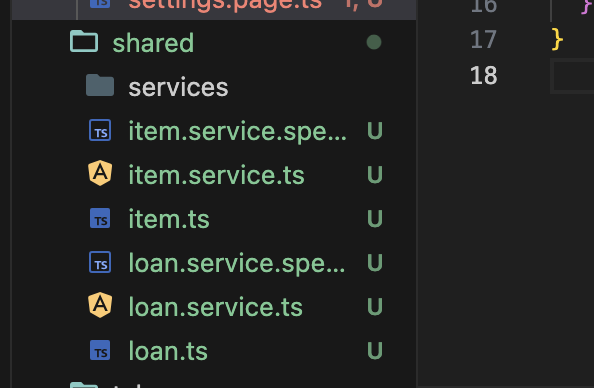 settings.page.ts 1, U
16 }
shared
17 }
services
18
TS item.service.spe... U
A item.service.ts U
TS item.ts U
TS loan.service.spe... U
A loan.service.ts U
TS loan.ts U